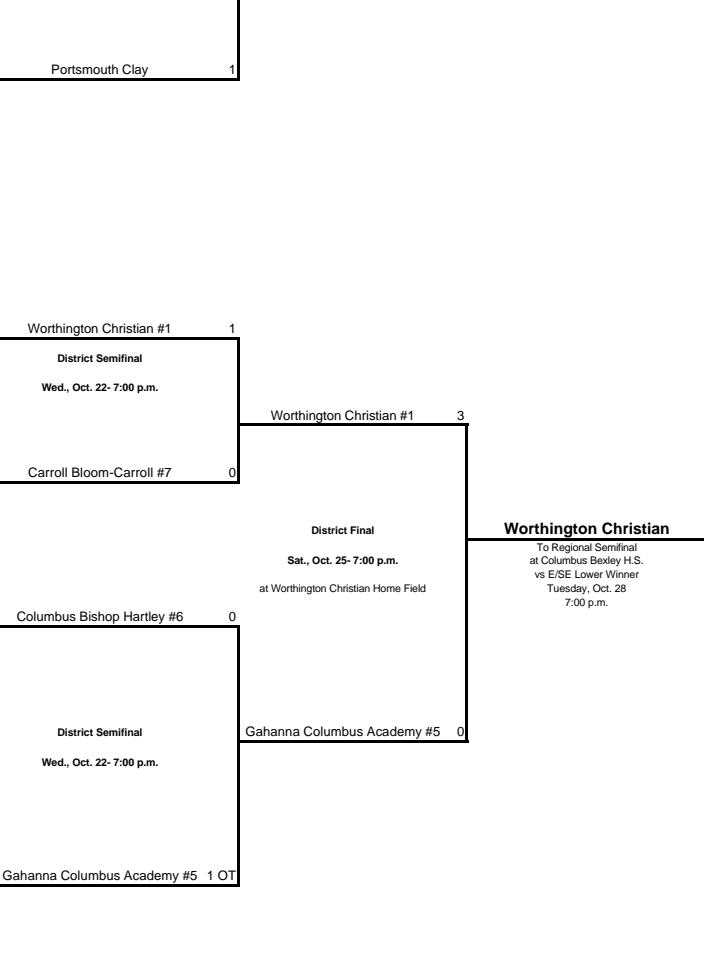 Portsmouth Clay 1
Worthington Christian #1 1
District Semifinal
Wed., Oct. 22- 7:00 p.m.
Worthington Christian #1 3
Carroll Bloom-Carroll #7 0
District Final
Worthington Christian
Sat., Oct. 25- 7:00 p.m.
To Regional Semifinal
at Columbus Bexley H.S.
vs E/SE Lower Winner
Tuesday, Oct. 28
7:00 p.m.
at Worthington Christian Home Field
Columbus Bishop Hartley #6 0
District Semifinal
Gahanna Columbus Academy #5 0
Wed., Oct. 22- 7:00 p.m.
Gahanna Columbus Academy #5 1 OT